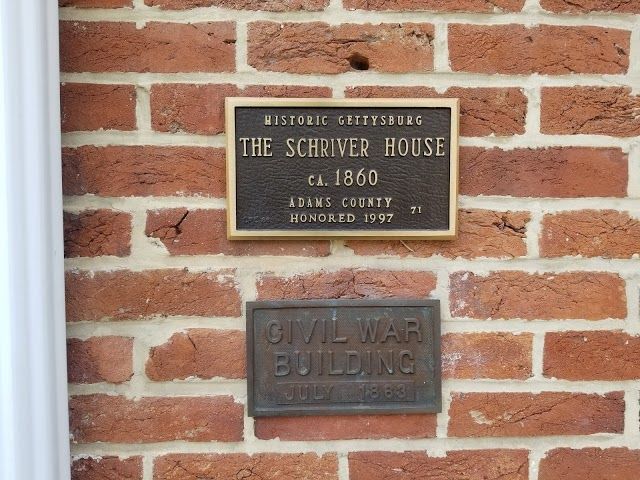 HISTORIC GETTYSBURG
THE SCHRIVER HOUSE
CA. 1860
ADAMS COUNTY
HONORED 1997 71
CIVIL WAR
BUILDING
JULY 1863